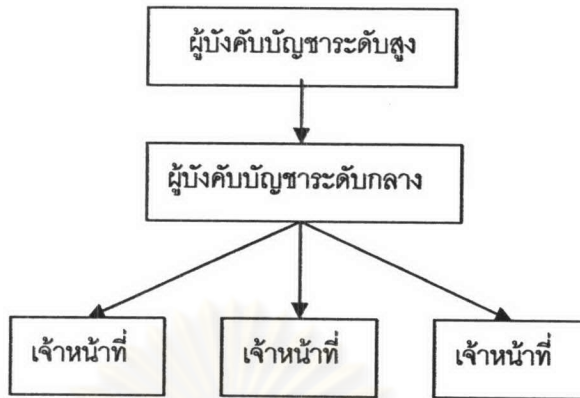 ผู้บังคับบัญชาระดับสูง
ผู้บังคับบัญชาระดับกลาง
เจ้าหน้าที่
เจ้าหน้าที่
เจ้าหน้าที่